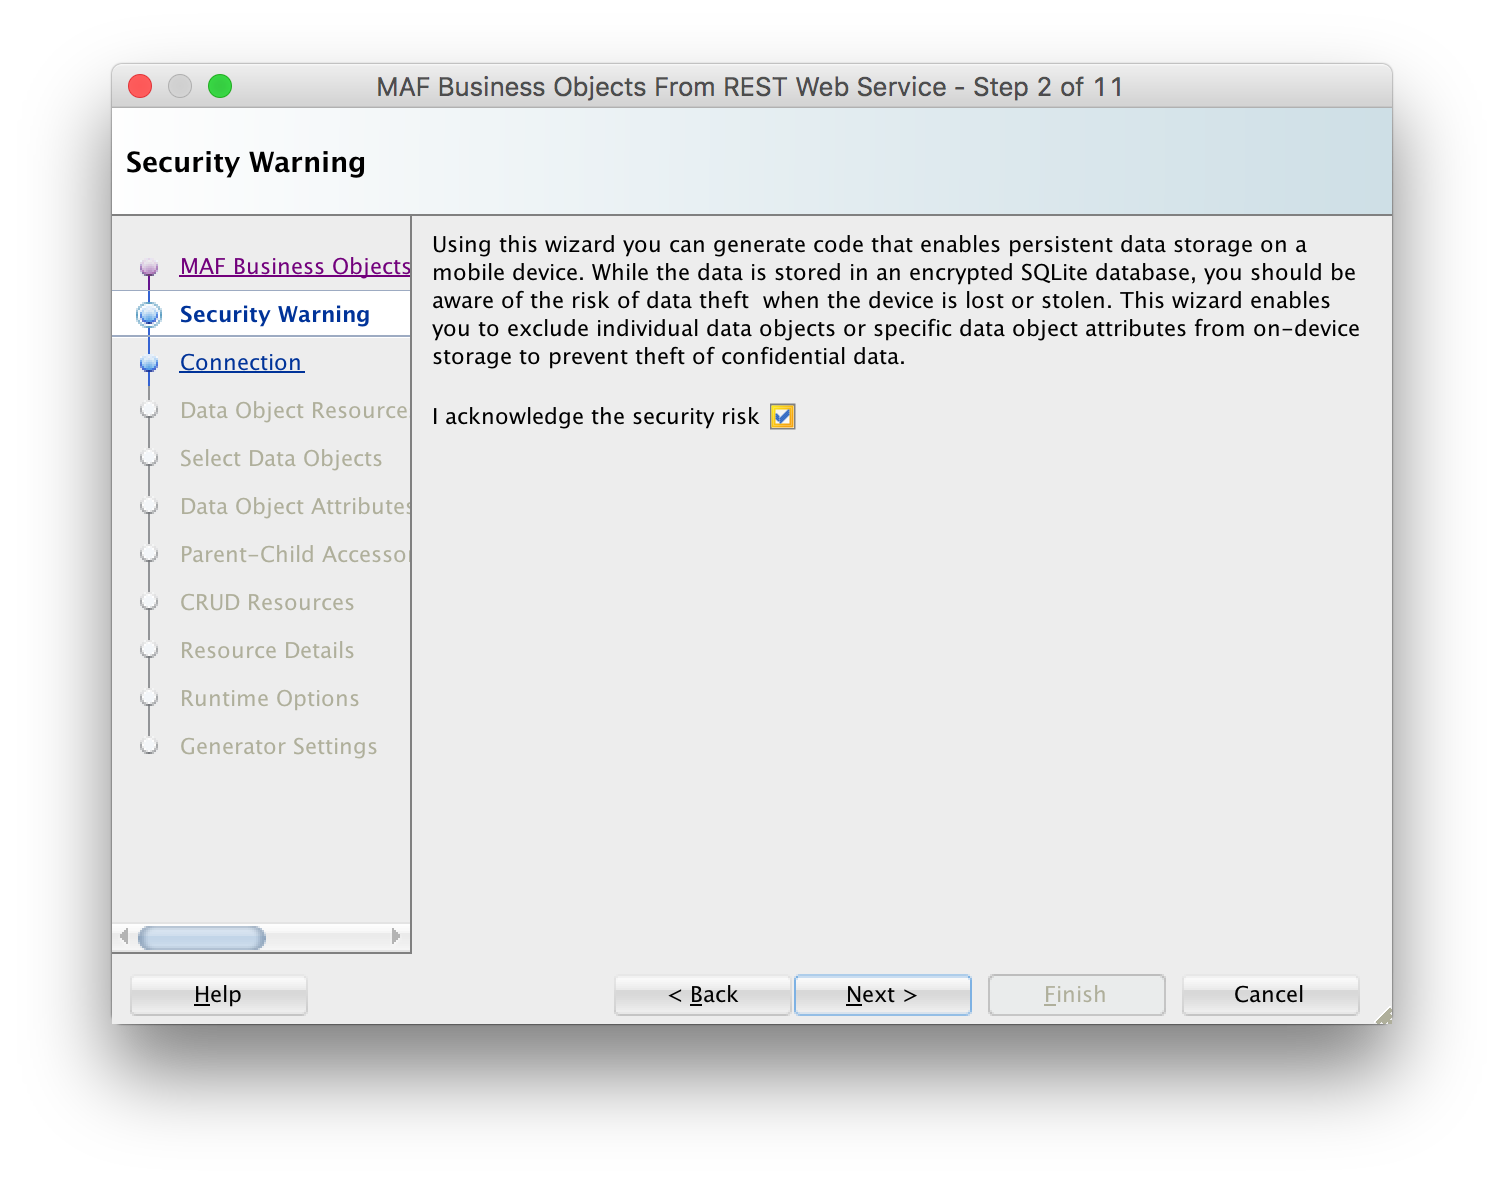 MAF Business Objects From REST Web Service - Step 2 of 11
Security Warning
MAF Business Objects
Security Warning
Connection
Data Object Resource
Select Data Objects
Data Object Attributes
Parent-Child Accessor
CRUD Resources
Resource Details
Runtime Options
Generator Settings
Using this wizard you can generate code that enables persistent data storage on a
mobile device. While the data is stored in an encrypted SQLite database, you should be
aware of the risk of data theft  when the device is lost or stolen. This wizard enables
you to exclude individual data objects or specific data object attributes from on-device
storage to prevent theft of confidential data.
I acknowledge the security risk
Help
< Back
Next >
Finish
Cancel